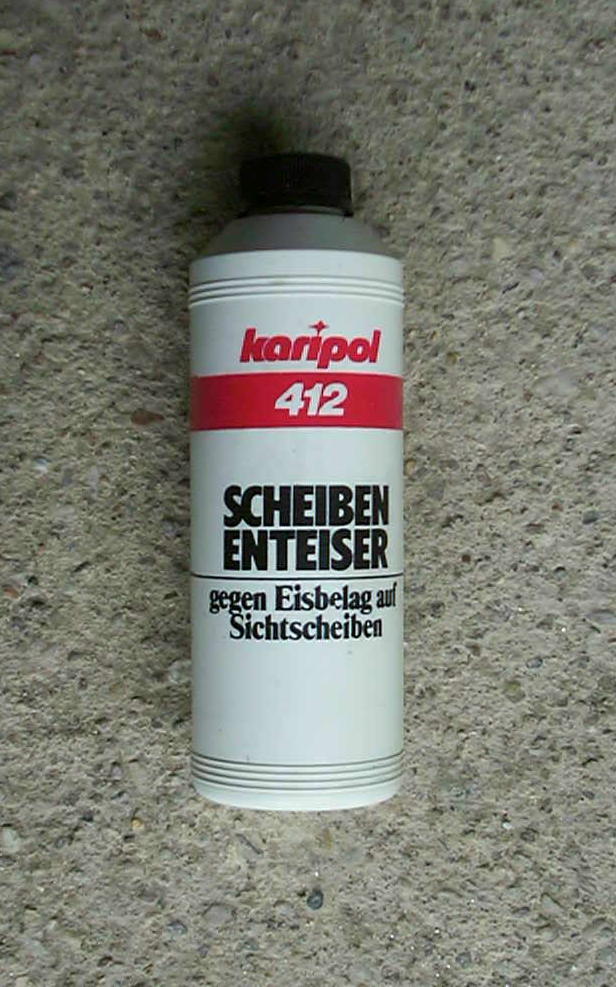 karipol
412
SCHEIBEN
ENTEISER
gegen Eisbelag auf
Sichtscheiben